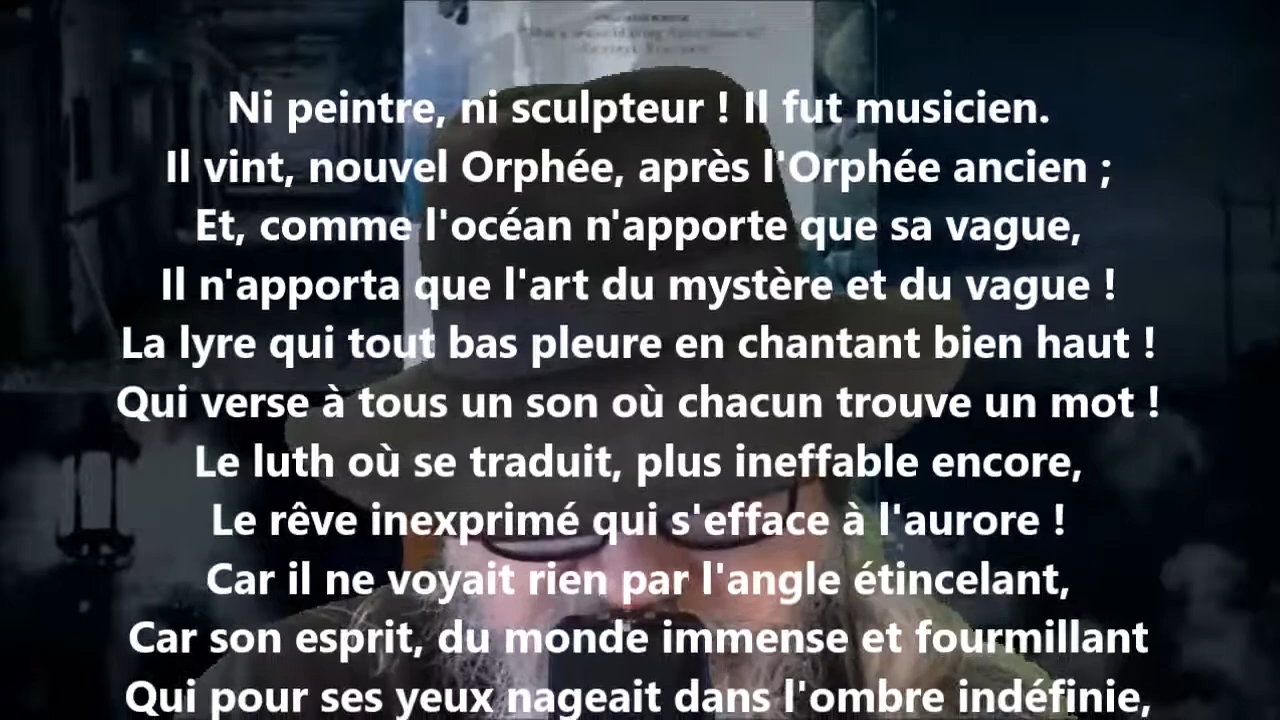 Ni peintre, ni sculpteur ! Il fut musicien.
Il vint, nouvel Orphée, après l'Orphée ancien ;
Et, comme l'océan n'apporte que sa vague,
Il n'apporta que l'art du mystère et du vague !
La lyre qui tout bas pleure en chantant bien haut !
Qui verse à tous un son où chacun trouve un mot !
Le luth où se traduit, plus ineffable encore,
Le rêve inexprimé qui s'efface à l'aurore !
Car il ne voyait rien par l'angle étincelant,
Car son esprit, du monde immense et fourmillant
Qui pour ses yeux nageait dans l'ombre indéfinie,